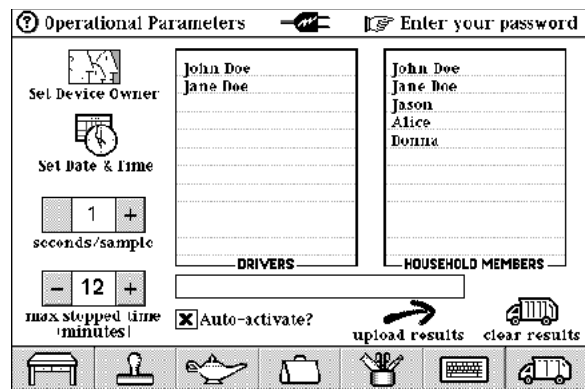 Operational Parameters
Enter your password
Set Device Owner
Set Date & Time
1
seconds/sample
12
max stopped time
(minutes)
John Doe
Jane Doe
DRIVERS
John Doe
Jane Doe
Jason
Alice
Donna
HOUSEHOLD MEMBERS
Auto-activate?
upload results
clear results